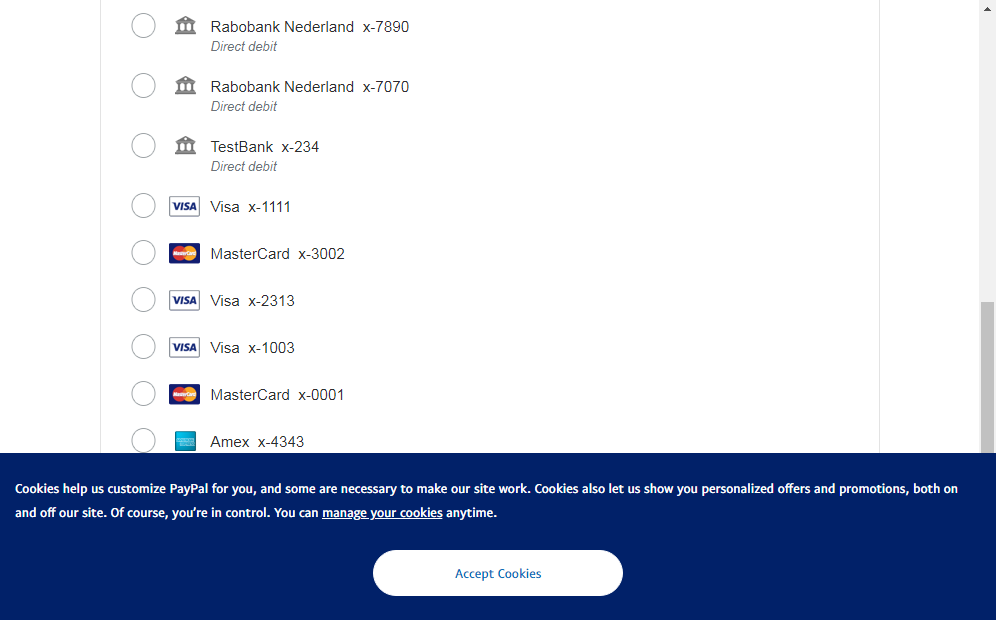 Rabobank Nederland x-7890
Direct debit
Rabobank Nederland x-7070
Direct debit
TestBank x-234
Direct debit
VISA Visa x-1111
MasterCard MasterCard x-3002
VISA Visa x-2313
VISA Visa x-1003
MasterCard MasterCard x-0001
Amex x-4343
Cookies help us customize PayPal for you, and some are necessary to make our site work. Cookies also let us show you personalized offers and promotions, both on
and off our site. Of course, you're in control. You can manage your cookies anytime.
Accept Cookies